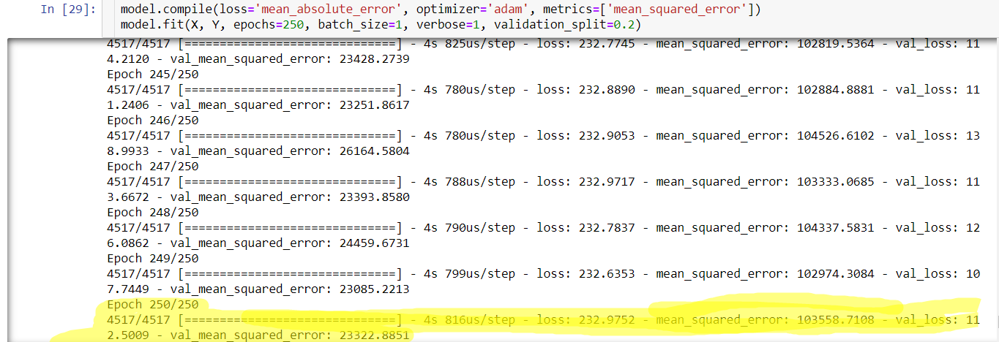 In [29]: model.compile(loss='mean_absolute_error', optimizer='adam', metrics=['mean_squared_error'])
model.fit(X, Y, epochs=250, batch_size=1, verbose=1, validation_split=0.2)
4517/4517 [==============================] - 4s 825us/step - loss: 232.7745 - mean_squared_error: 102819.5364 - val_loss: 11
4.2120 - val_mean_squared_error: 23428.2739
Epoch 245/250
4517/4517 [==============================] - 4s 780us/step - loss: 232.8890 - mean_squared_error: 102884.8881 - val_loss: 11
1.2406 - val_mean_squared_error: 23251.8617
Epoch 246/250
4517/4517 [==============================] - 4s 780us/step - loss: 232.9053 - mean_squared_error: 104526.6102 - val_loss: 13
8.9933 - val_mean_squared_error: 26164.5804
Epoch 247/250
4517/4517 [==============================] - 4s 788us/step - loss: 232.9717 - mean_squared_error: 103333.0685 - val_loss: 11
3.6672 - val_mean_squared_error: 23393.8580
Epoch 248/250
4517/4517 [==============================] - 4s 790us/step - loss: 232.7837 - mean_squared_error: 104337.5831 - val_loss: 12
6.0862 - val_mean_squared_error: 24459.6731
Epoch 249/250
4517/4517 [==============================] - 4s 799us/step - loss: 232.6353 - mean_squared_error: 102974.3084 - val_loss: 10
7.7449 - val_mean_squared_error: 23085.2213
Epoch 250/250
4517/4517 [==============================] - 4s 816us/step - loss: 232.9752 - mean_squared_error: 103558.7108 - val_loss: 11
2.5009 - val_mean_squared_error: 23322.8851